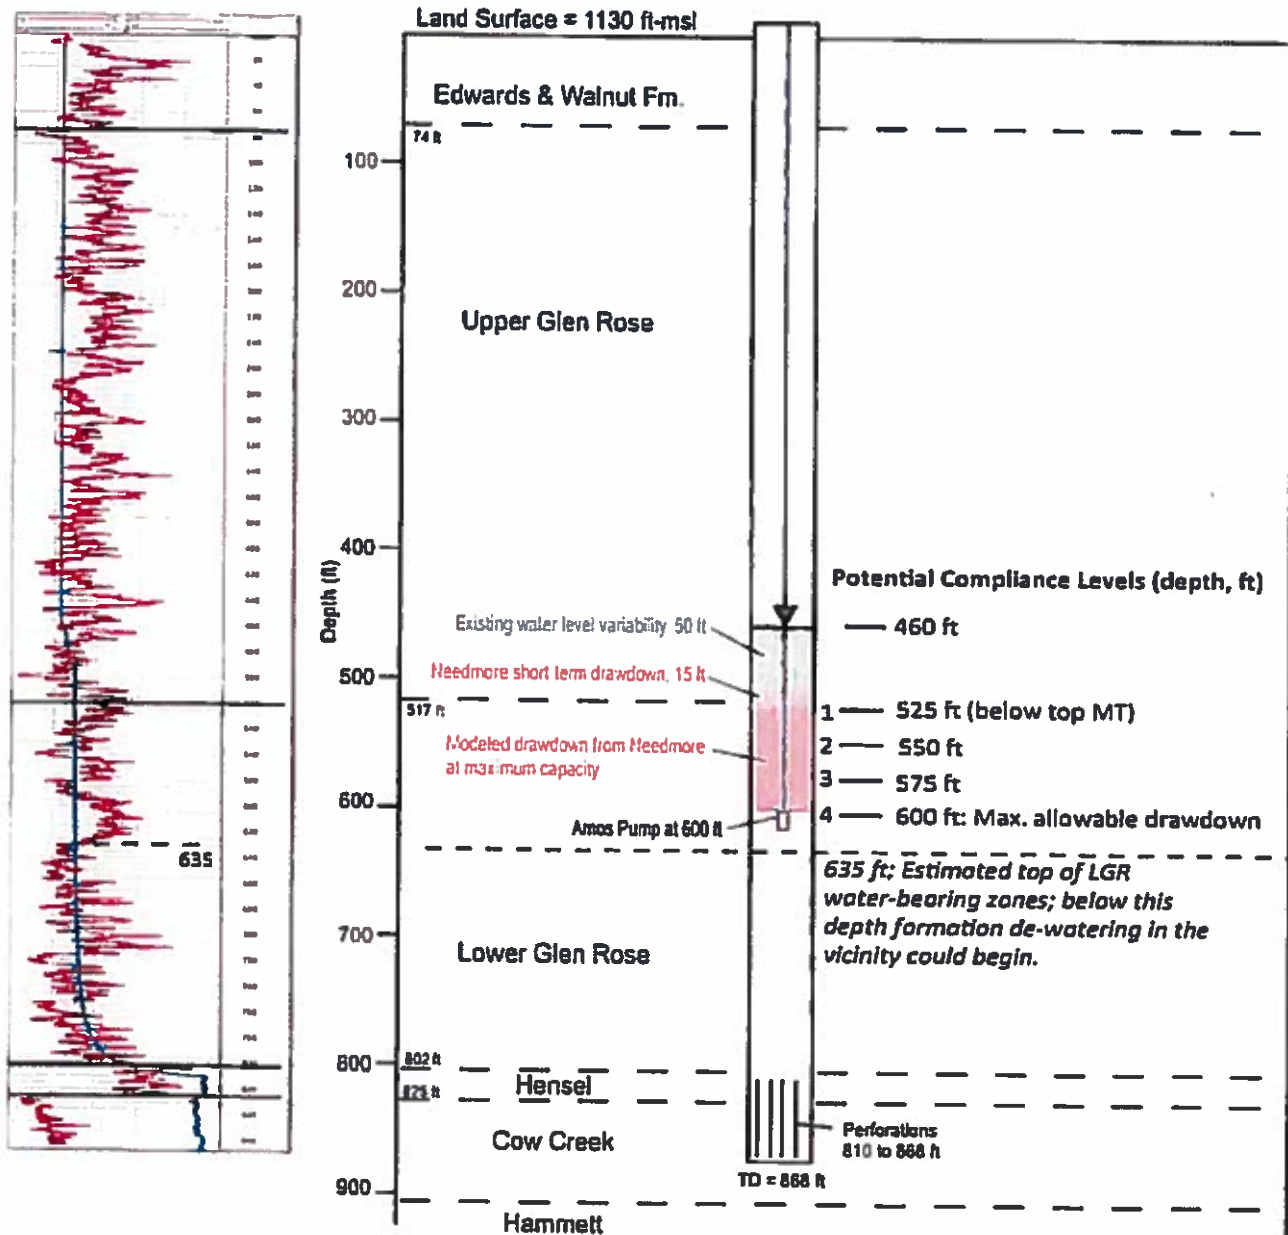 Land Surface = 1130 ft-msl
Edwards & Walnut Fm.
74 ft
100
200
Upper Glen Rose
300
400
Depth (ft)
Potential Compliance Levels (depth, ft)
Existing water level variability 50 ft
460 ft
Needmore short term drawdown, 15 ft
500
517 ft
1 525 ft (below top MT)
Modeled drawdown from Needmore
at maximum capacity
2 550 ft
3 575 ft
600
4 600 ft: Max. allowable drawdown
Amos Pump at 600 ft
635
635 ft; Estimated top of LGR
water-bearing zones; below this
depth formation de-watering in the
vicinity could begin.
700
Lower Glen Rose
800
802 ft
Hensel
825 ft
Cow Creek
Perforations
810 to 868 ft
TD = 868 ft
900
Hammett